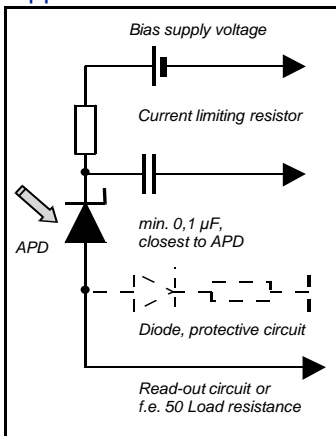 Bias supply voltage
Current limiting resistor
min. 0,1 µF,
closest to APD
APD
Diode, protective circuit
Read-out circuit or
f.e. 50 Load resistance